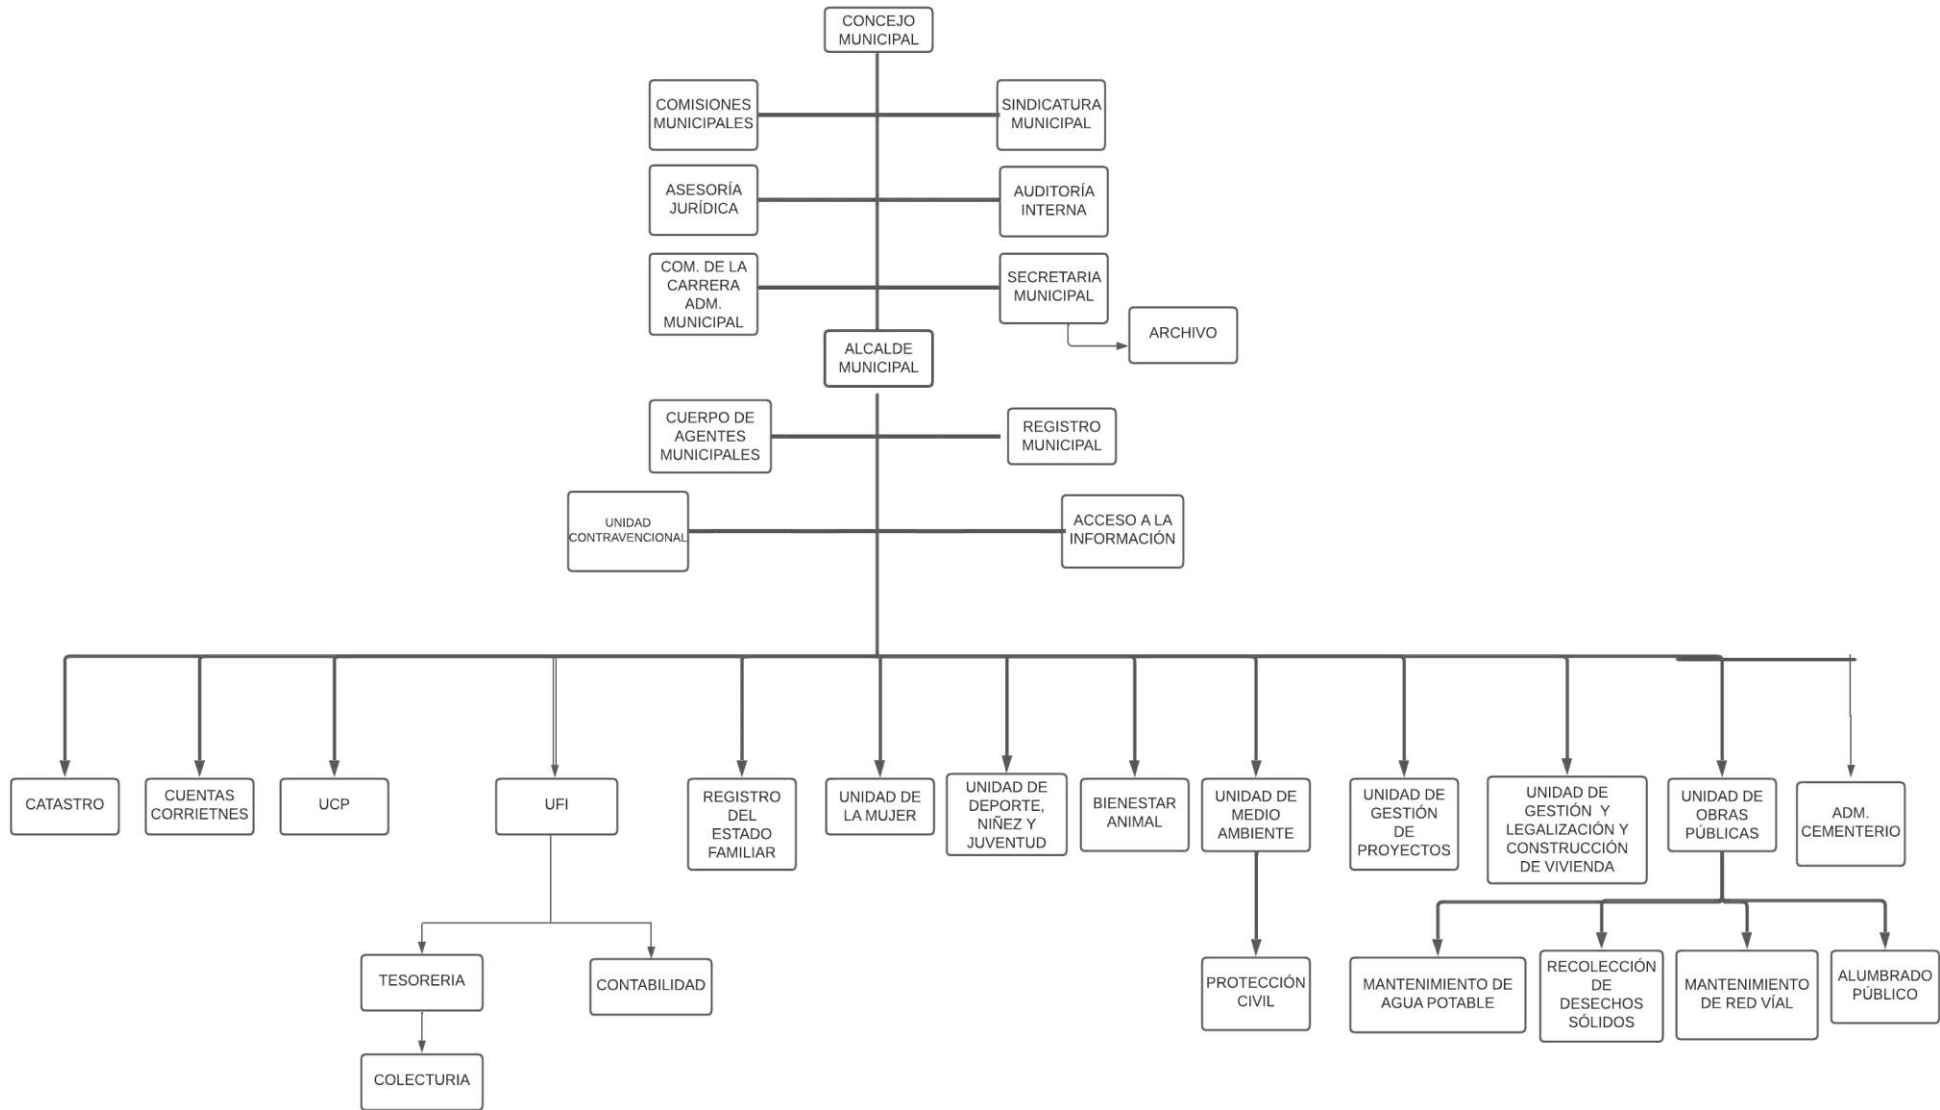 CONCEJO
MUNICIPAL
COMISIONES
MUNICIPALES
SINDICATURA
MUNICIPAL
ASESORÍA
JURÍDICA
AUDITORÍA
INTERNA
COM. DE LA
CARRERA
ADM.
MUNICIPAL
SECRETARIA
MUNICIPAL
ARCHIVO
ALCALDE
MUNICIPAL
CUERPO DE
AGENTES
MUNICIPALES
REGISTRO
MUNICIPAL
UNIDAD
CONTRAVENCIONAL
ACCESO A LA
INFORMACIÓN
CATASTRO
CUENTAS
CORRIETNES
UCP
UFI
REGISTRO
DEL
ESTADO
FAMILIAR
UNIDAD DE
LA MUJER
UNIDAD DE
DEPORTE,
NIÑEZ Y
JUVENTUD
BIENESTAR
ANIMAL
UNIDAD DE
MEDIO
AMBIENTE
UNIDAD DE
GESTIÓN
DE
PROYECTOS
UNIDAD DE
GESTIÓN Y
LEGALIZACIÓN Y
CONSTRUCCIÓN
DE VIVIENDA
UNIDAD DE
OBRAS
PÚBLICAS
ADM.
CEMENTERIO
TESORERIA
CONTABILIDAD
PROTECCIÓN
CIVIL
MANTENIMIENTO DE
AGUA POTABLE
RECOLECCIÓN
DE
DESECHOS
SÓLIDOS
MANTENIMIENTO
DE RED VÍAL
ALUMBRADO
PÚBLICO
COLECTURIA